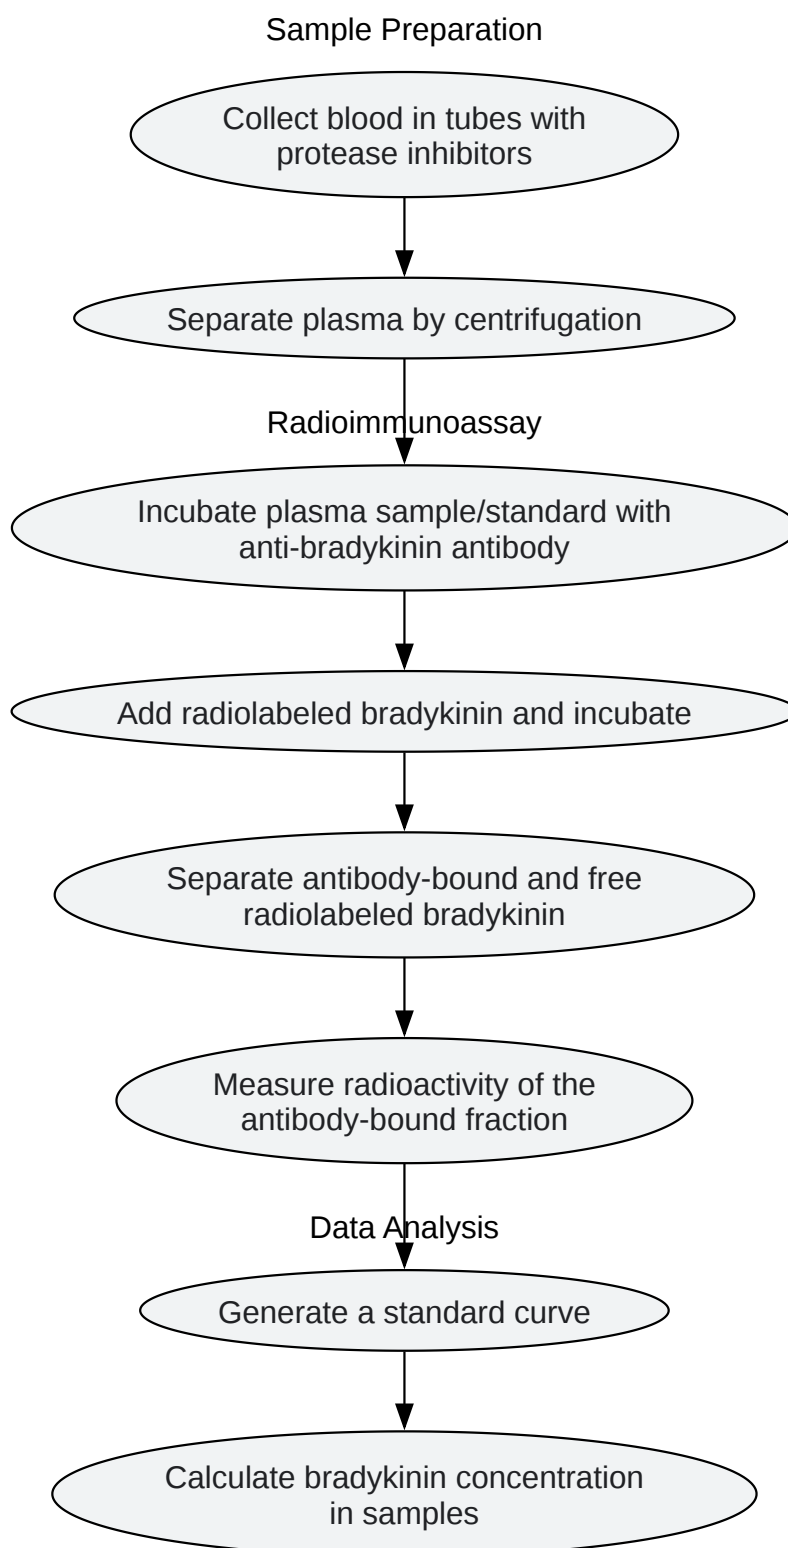 Sample Preparation
Collect blood in tubes with
protease inhibitors
Separate plasma by centrifugation
Radioimmunoassay
Incubate plasma sample/standard with
anti-bradykinin antibody
Add radiolabeled bradykinin and incubate
Separate antibody-bound and free
radiolabeled bradykinin
Measure radioactivity of the
antibody-bound fraction
Data Analysis
Generate a standard curve
Calculate bradykinin concentration
in samples